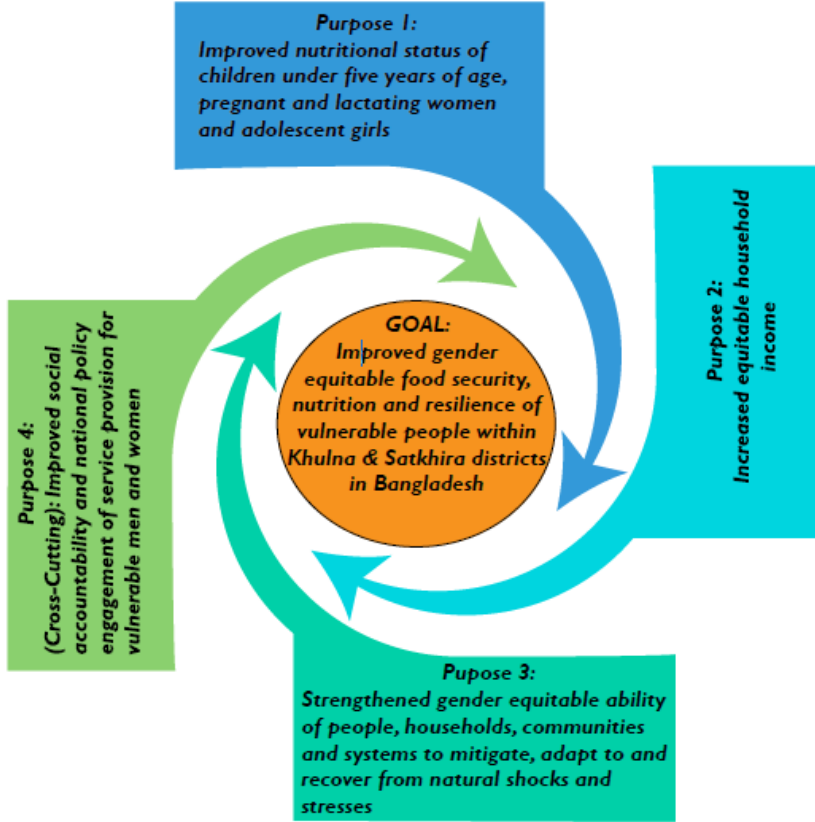 Purpose 1:
Improved nutritional status of
children under five years of age,
pregnant and lactating women
and adolescent girls
Purpose 2:
Increased equitable household
income
GOAL:
Improved gender
equitable food security,
nutrition and resilience of
vulnerable people within
Khulna & Satkhira districts
in Bangladesh
Purpose 4:
(Cross-Cutting): Improved social
accountability and national policy
engagement of service provision for
vulnerable men and women
Pupose 3:
Strengthened gender equitable ability
of people, households, communities
and systems to mitigate, adapt to and
recover from natural shocks and
stresses